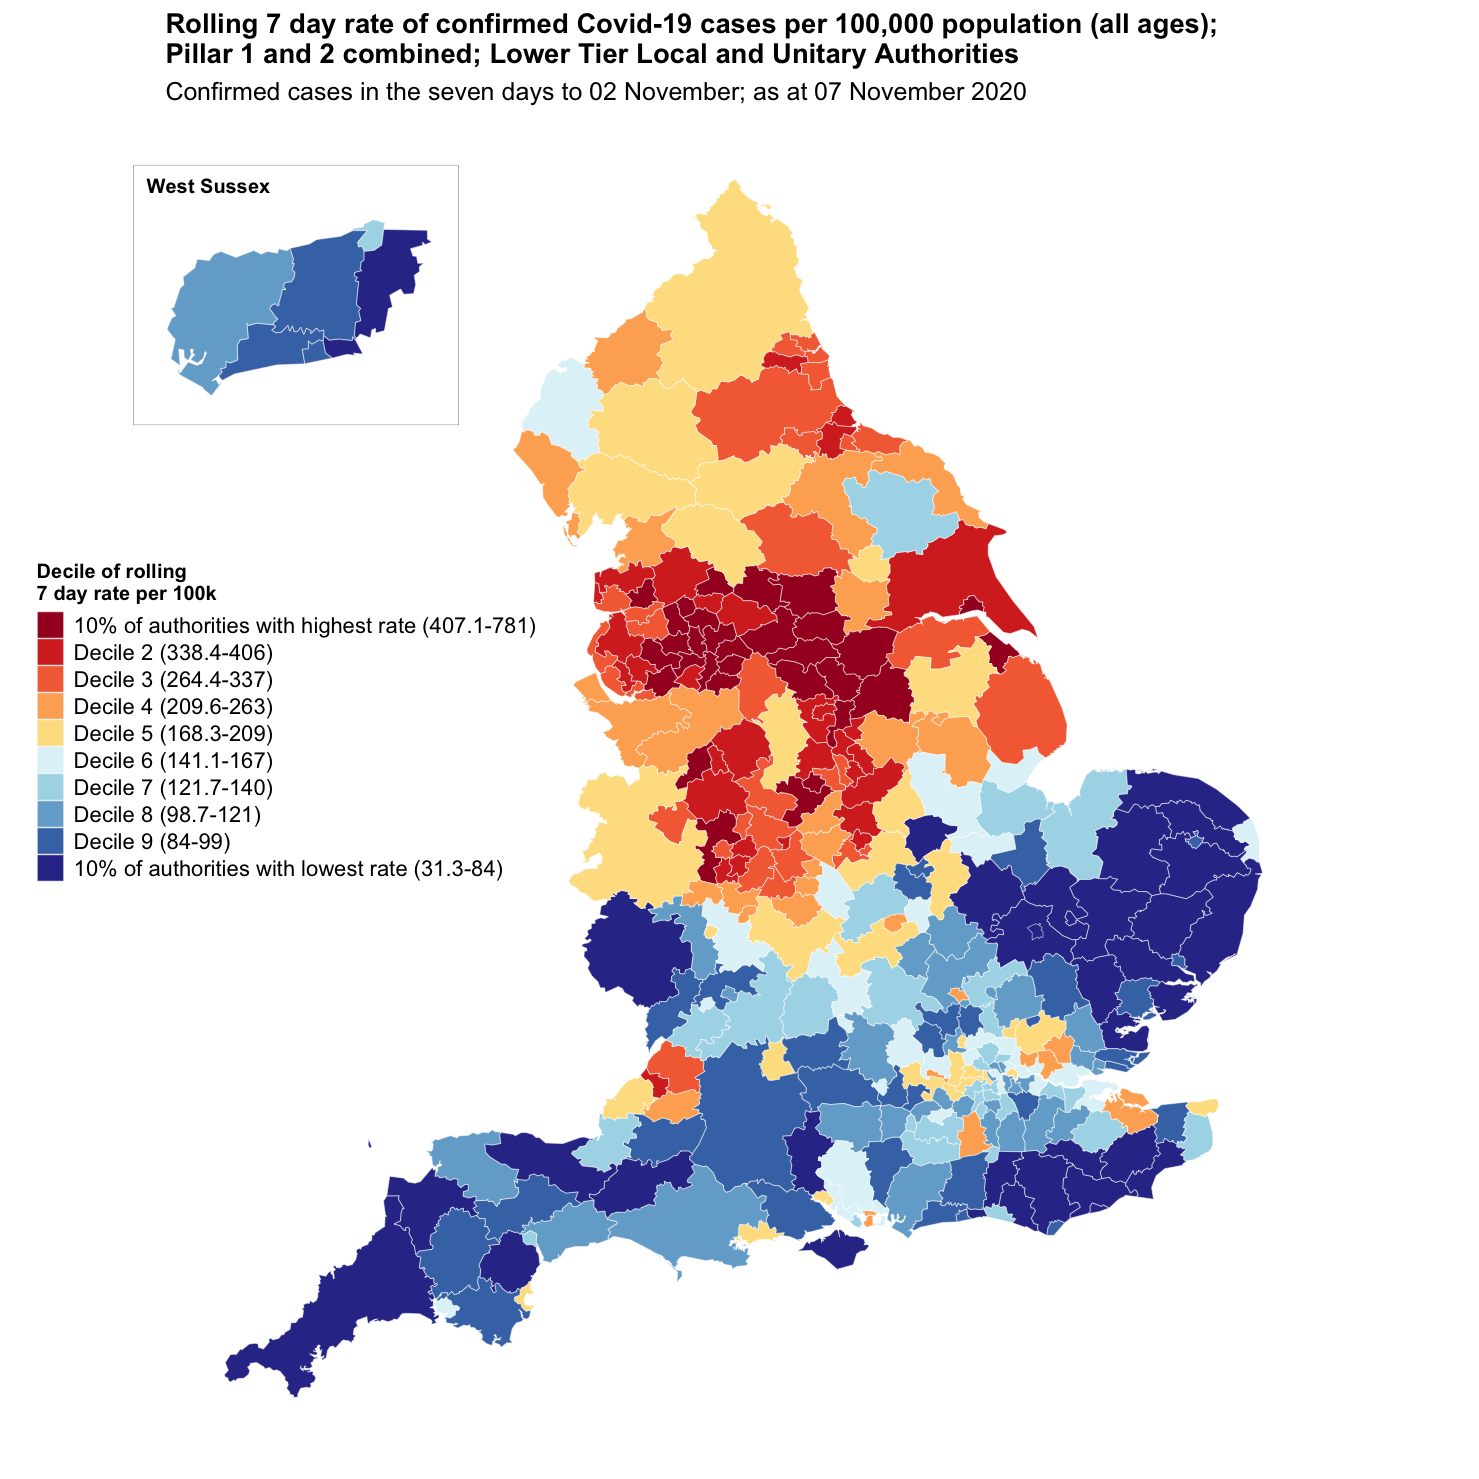 Rolling 7 day rate of confirmed Covid-19 cases per 100,000 population (all ages);
Pillar 1 and 2 combined; Lower Tier Local and Unitary Authorities
Confirmed cases in the seven days to 02 November; as at 07 November 2020
West Sussex
Decile of rolling
7 day rate per 100k
10% of authorities with highest rate (407.1-781)
Decile 2 (338.4-406)
Decile 3 (264.4-337)
Decile 4 (209.6-263)
Decile 5 (168.3-209)
Decile 6 (141.1-167)
Decile 7 (121.7-140)
Decile 8 (98.7-121)
Decile 9 (84-99)
10% of authorities with lowest rate (31.3-84)